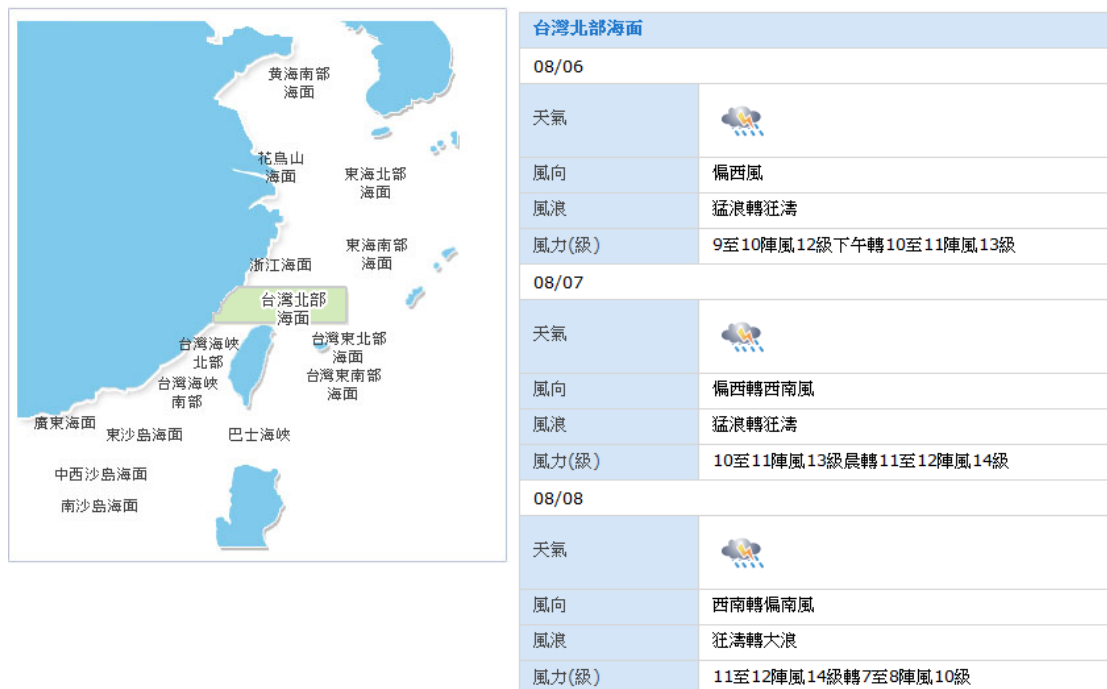 黄海南部
海面
花鳥山
海面
東海北部
海面
東海南部
海面
浙江海面
台灣北部
海面
台灣海峽
北部
台灣東北部
海面
台灣東南部
海面
台灣海峽
南部
廣東海面
東沙島海面
巴士海峽
中西沙島海面
南沙島海面
台灣北部海面
08/06
天氣
風向 偏西風
風浪 猛浪轉狂濤
風力(級) 9至10陣風12級下午轉10至11陣風13級
08/07
天氣
風向 偏西轉西南風
風浪 猛浪轉狂濤
風力(級) 10至11陣風13級晨轉11至12陣風14級
08/08
天氣
風向 西南轉偏南風
風浪 狂濤轉大浪
風力(級) 11至12陣風14級轉7至8陣風10級